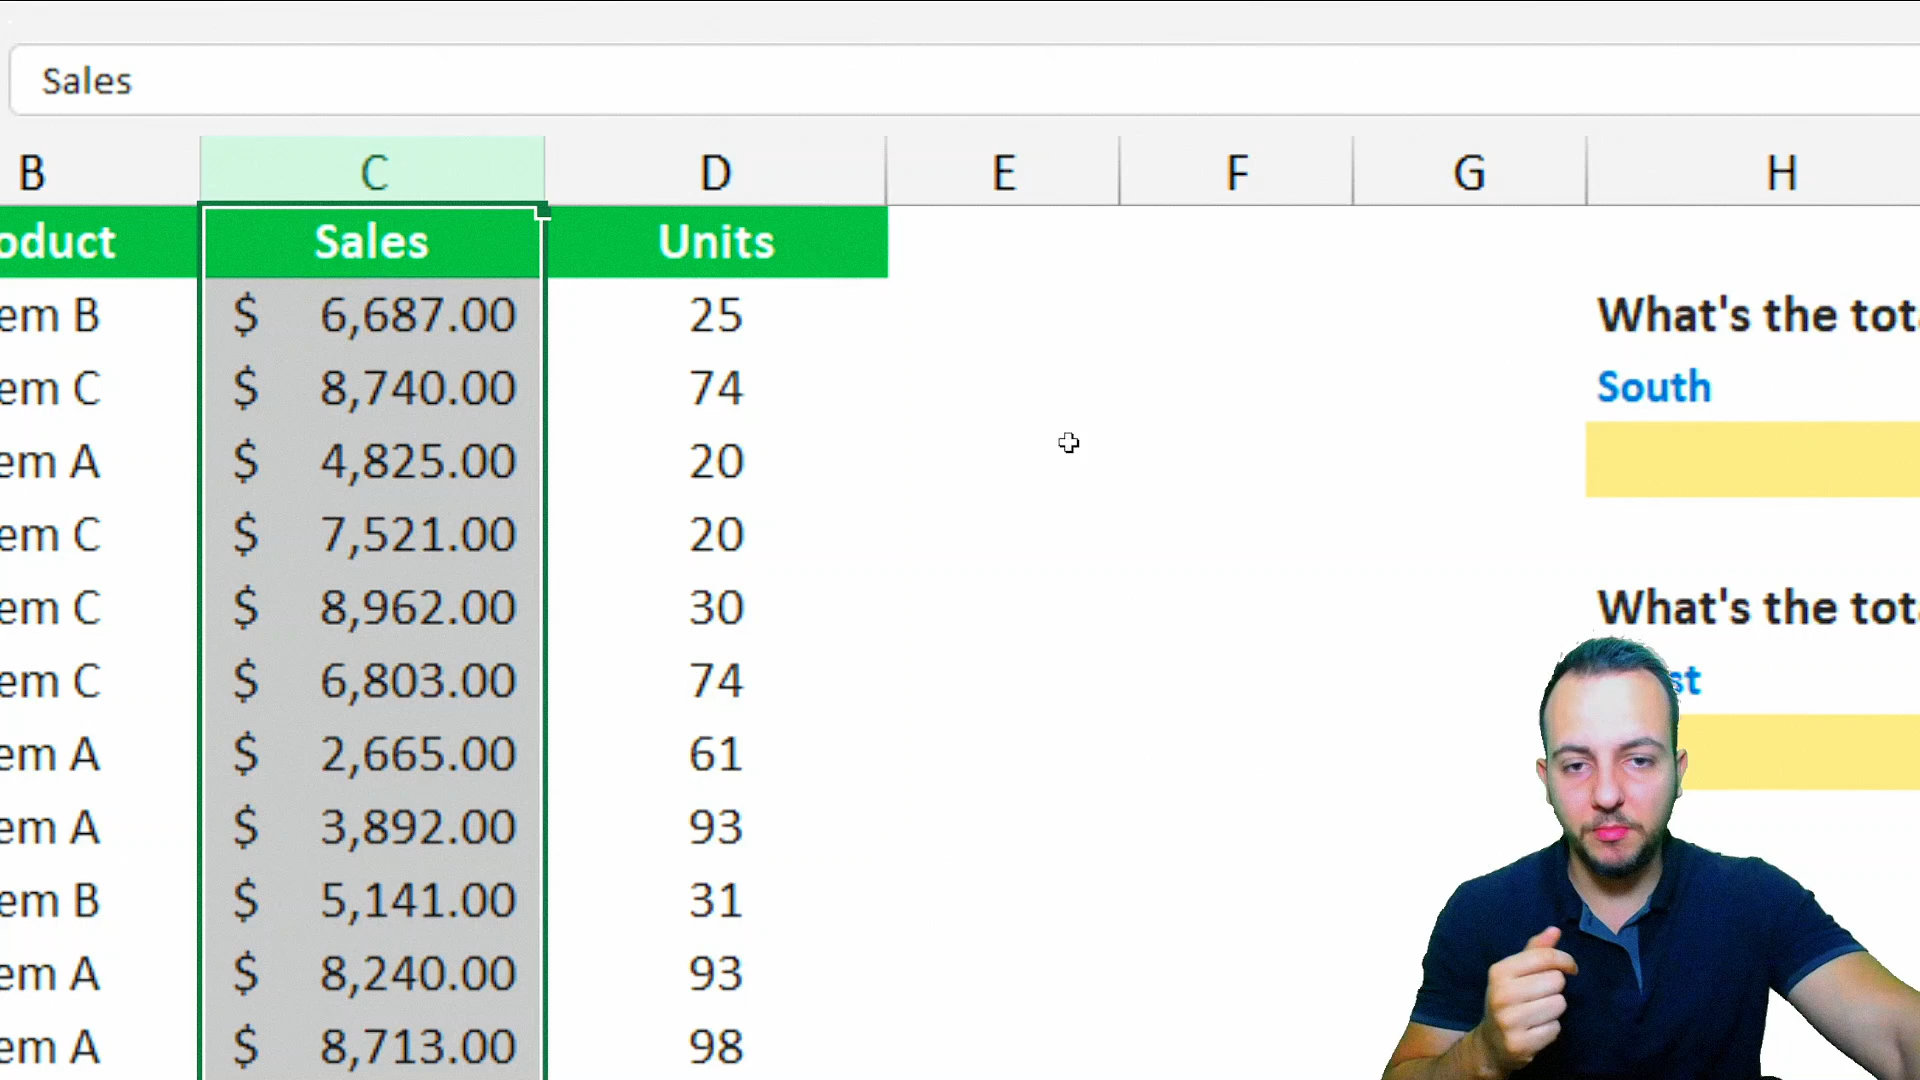 Sales
B C D E F G H
oduct Sales Units
em B $ 6,687.00 25 What's the tot
em C $ 8,740.00 74 South
em A $ 4,825.00 20
em C $ 7,521.00 20
em C $ 8,962.00 30 What's the tot
em C $ 6,803.00 74 st
em A $ 2,665.00 61
em A $ 3,892.00 93
em B $ 5,141.00 31
em A $ 8,240.00 93
em A $ 8,713.00 98